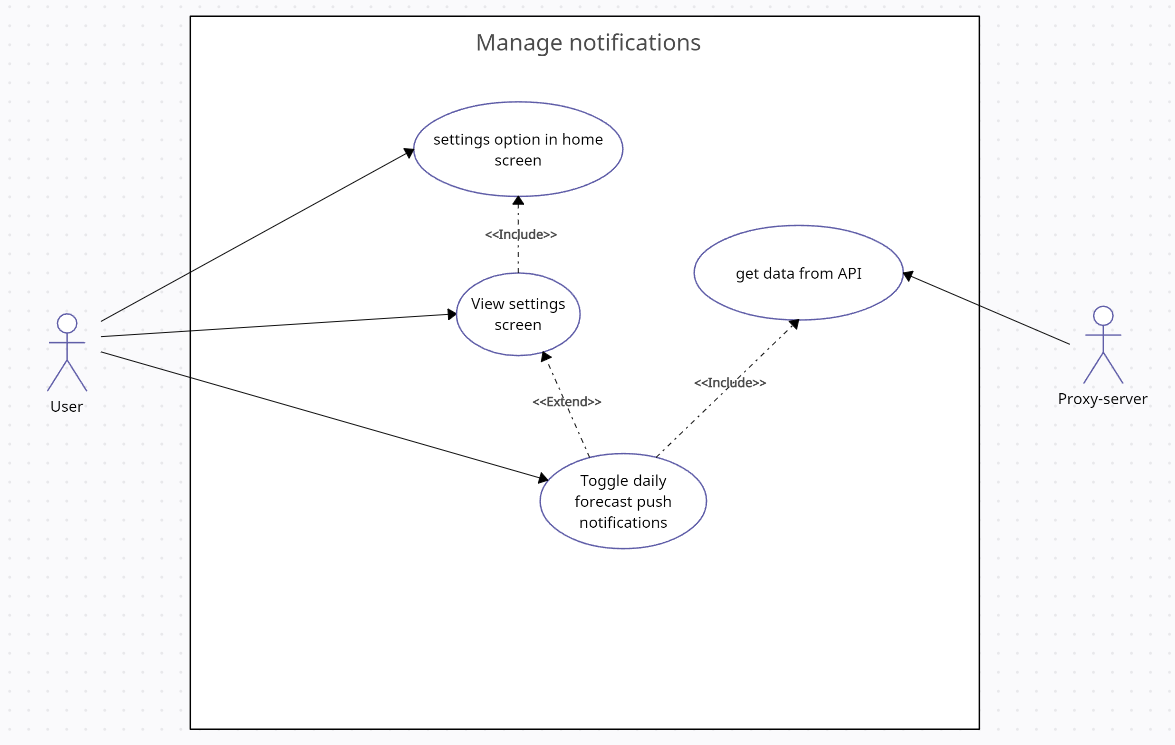 Manage notifications
settings option in home
screen
<<Include>>
get data from API
View settings
screen
<<Include>>
<<Extend>>
User
Proxy-server
Toggle daily
forecast push
notifications